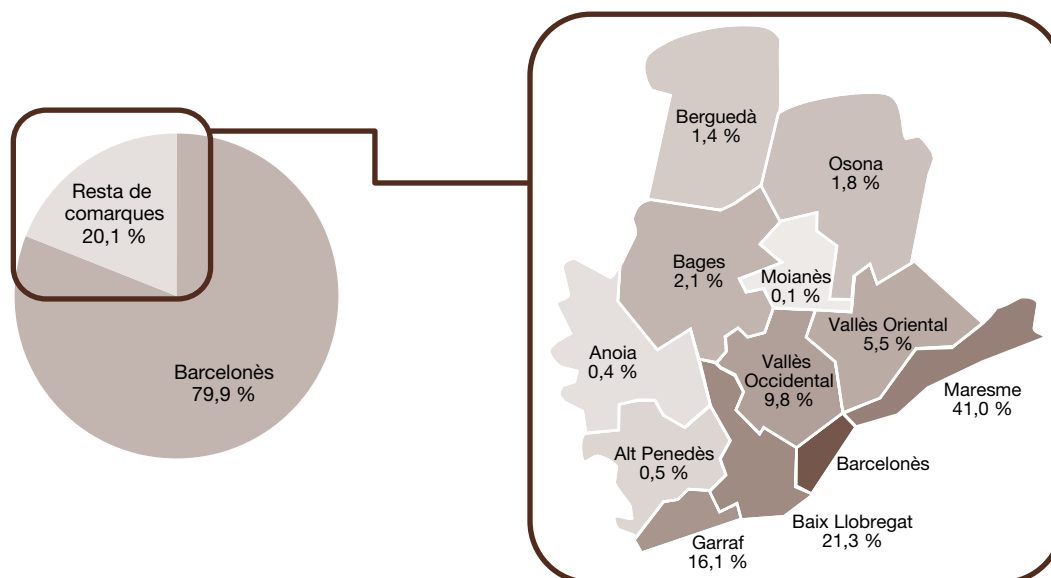 Resta de
comarques
20,1 %
Barcelonès
79,9 %
Berguedà
1,4 %
Osona
1,8 %
Bages
2,1 %
Moianès
0,1 %
Vallès Oriental
5,5 %
Anoia
0,4 %
Vallès
Occidental
9,8 %
Maresme
41,0 %
Alt Penedès
0,5 %
Barcelonès
Baix Llobregat
21,3 %
Garraf
16,1 %